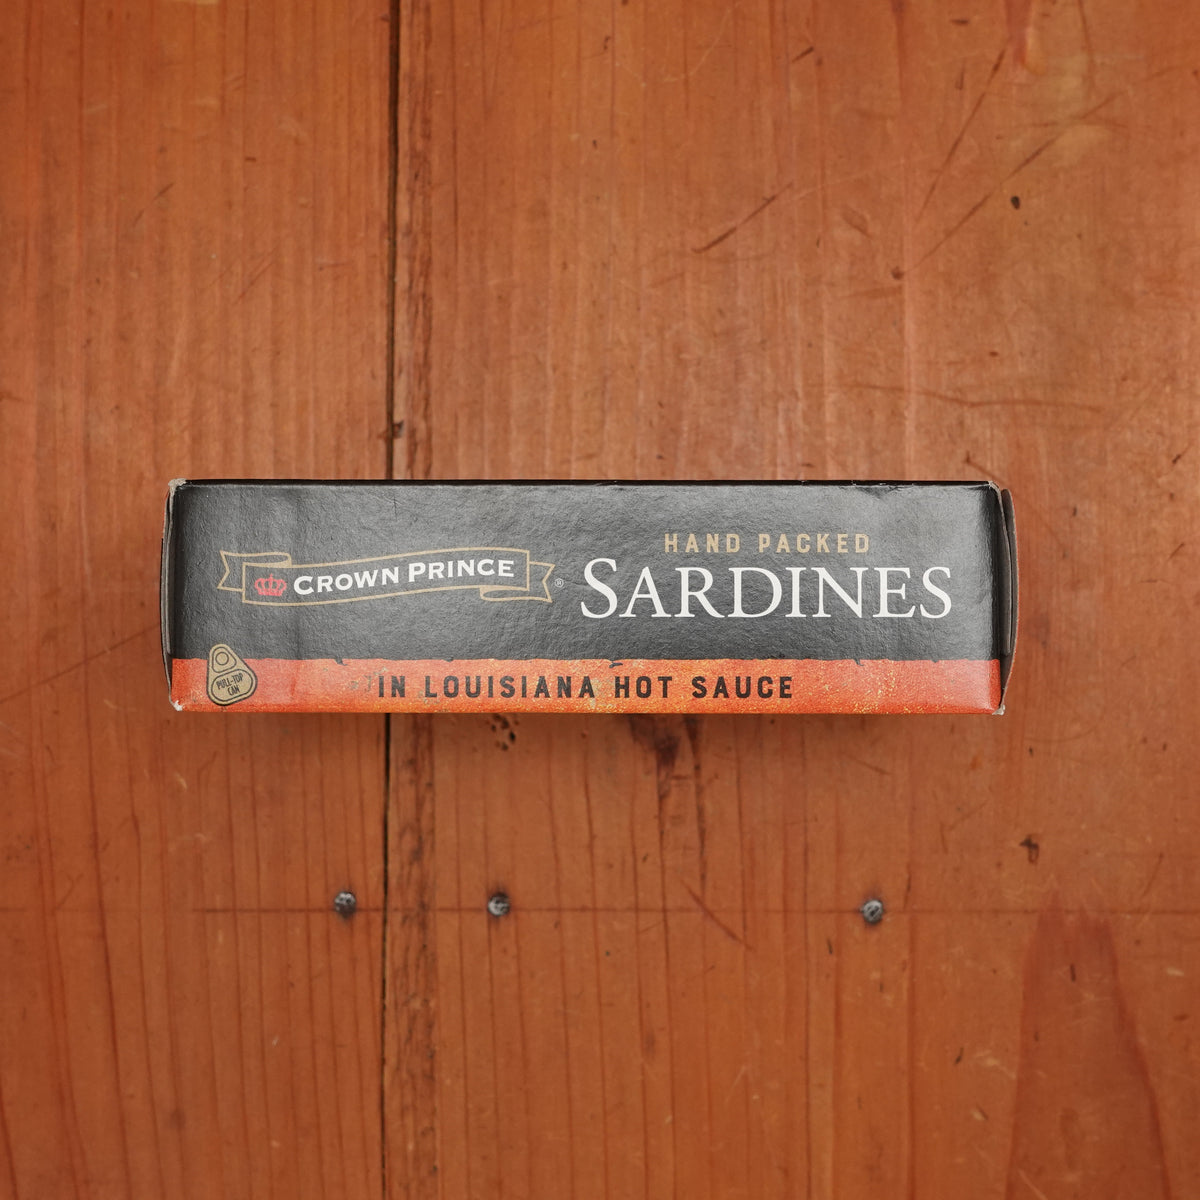 CROWN PRINCE®
HAND PACKED
SARDINES
PULL-TOP
CAN
IN LOUISIANA HOT SAUCE